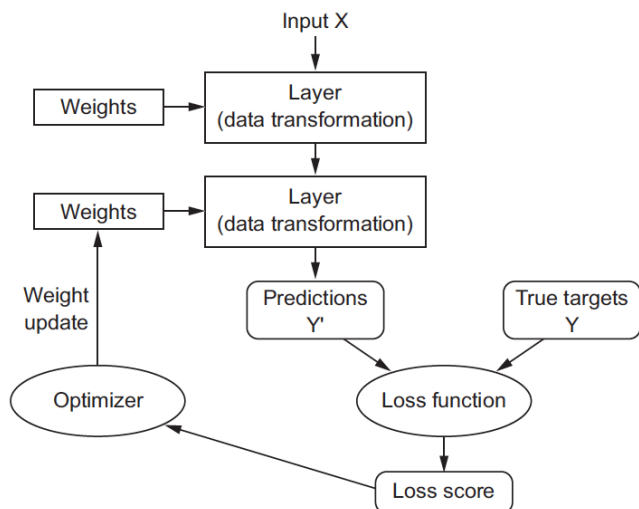 Input X
Weights
Layer
(data transformation)
Weights
Layer
(data transformation)
Weight
update
Predictions
Y'
True targets
Y
Optimizer
Loss function
Loss score